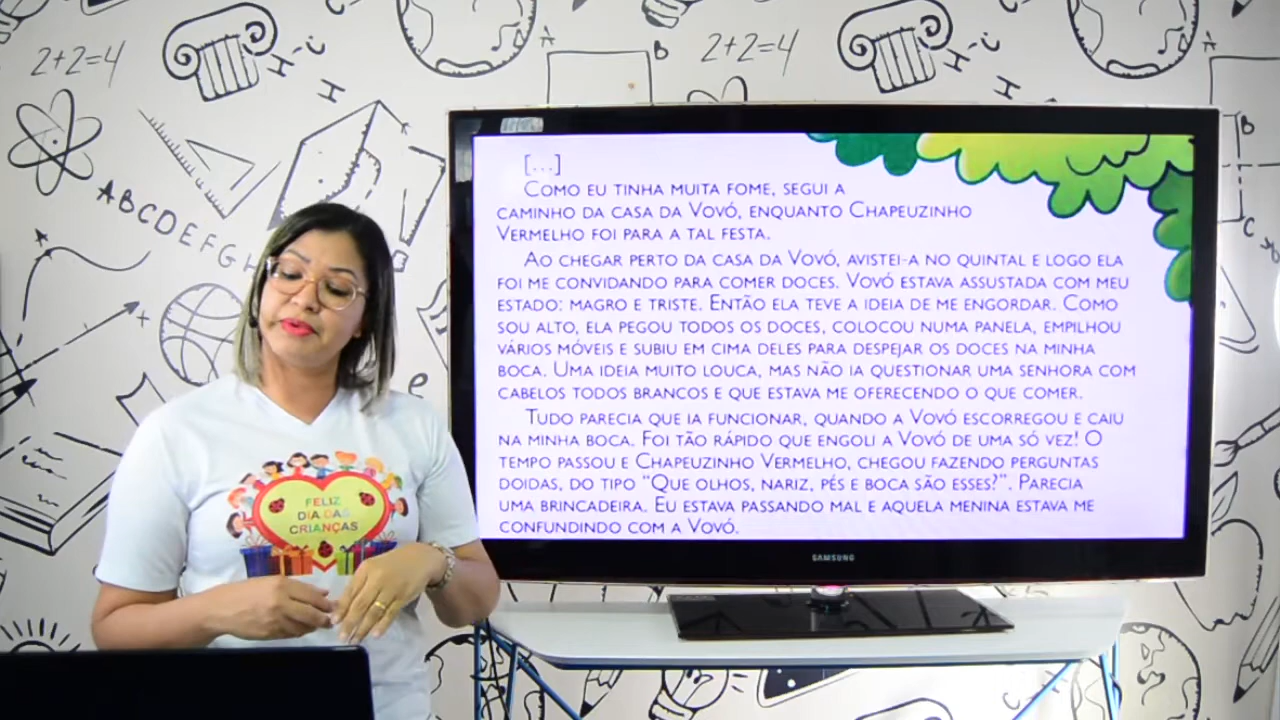 2+2=4
A
B
2+2=4
A
H
H
B
ABCDEFGH
C
[...]
COMO EU TINHA MUITA FOME, SEGUI A
CAMINHO DA CASA DA VOVÓ, ENQUANTO CHAPEUZINHO
VERMELHO FOI PARA A TAL FESTA.
AO CHEGAR PERTO DA CASA DA VOVÓ, AVISTEI-A NO QUINTAL E LOGO ELA
FOI ME CONVIDANDO PARA COMER DOCES. VOVÓ ESTAVA ASSUSTADA COM MEU
ESTADO: MAGRO E TRISTE. ENTÃO ELA TEVE A IDEIA DE ME ENGORDAR. COMO
SOU ALTO, ELA PEGOU TODOS OS DOCES, COLOCOU NUMA PANELA, EMPILHOU
VÁRIOS MÓVEIS E SUBIU EM CIMA DELES PARA DESPEJAR OS DOCES NA MINHA
BOCA. UMA IDEIA MUITO LOUCA, MAS NÃO IA QUESTIONAR UMA SENHORA COM
CABELOS TODOS BRANCOS E QUE ESTAVA ME OFERECENDO O QUE COMER.
TUDO PARECIA QUE IA FUNCIONAR, QUANDO A VOVÓ ESCORREGOU E CAIU
NA MINHA BOCA. FOI TÃO RÁPIDO QUE ENGOLI A VOVÓ DE UMA SÓ VEZ! O
TEMPO PASSOU E CHAPEUZINHO VERMELHO, CHEGOU FAZENDO PERGUNTAS
DOIDAS, DO TIPO "QUE OLHOS, NARIZ, PÉS E BOCA SÃO ESSES?". PARECIA
UMA BRINCADEIRA. EU ESTAVA PASSANDO MAL E AQUELA MENINA ESTAVA ME
CONFUNDINDO COM A VOVÓ.
SAMSUNG
FELIZ
DIA DAS
CRIANÇAS